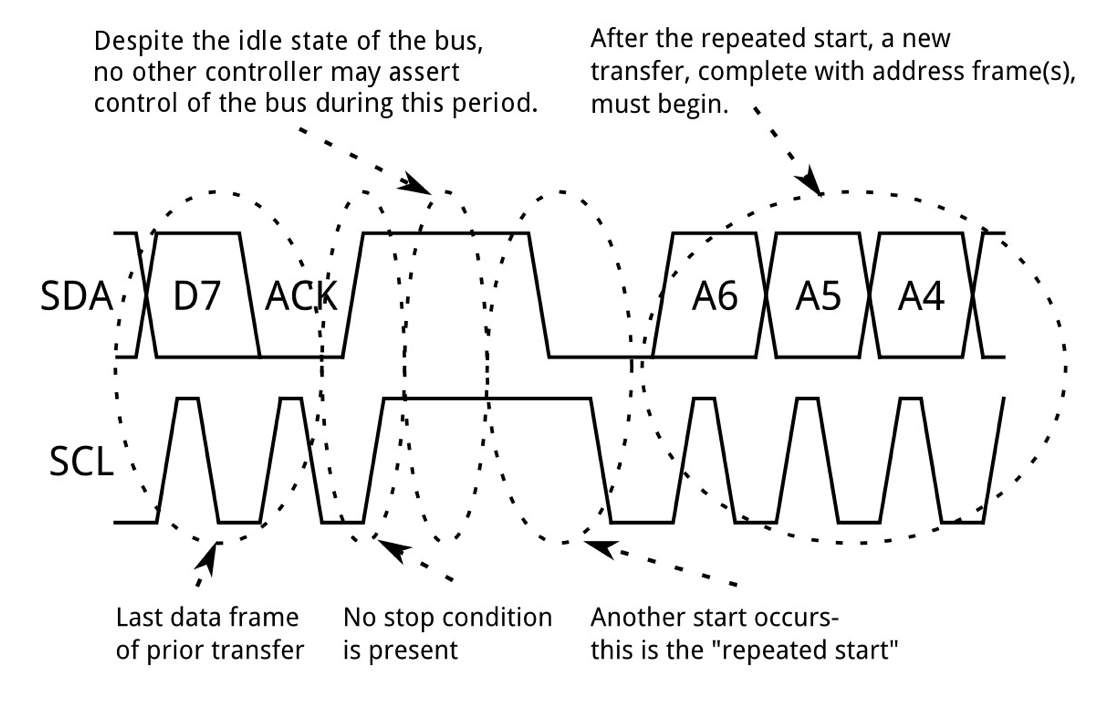 Despite the idle state of the bus,
no other controller may assert
control of the bus during this period.
After the repeated start, a new
transfer, complete with address frame(s),
must begin.
SDA D7 ACK A6 A5 A4
SCL
Last data frame
of prior transfer
No stop condition
is present
Another start occurs-
this is the "repeated start"